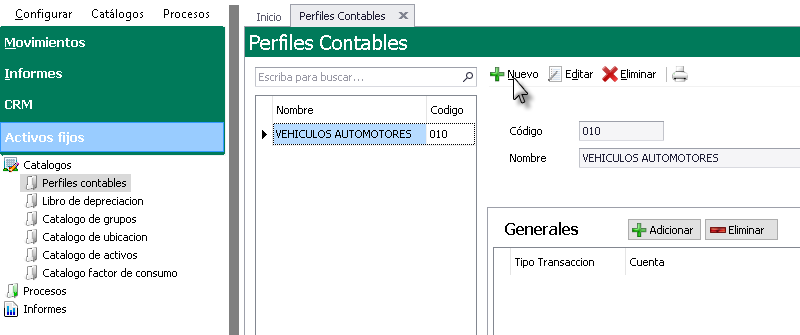 Configurar Catálogos Procesos
Movimientos
Informes
CRM
Activos fijos
Catalogos
Perfiles contables
Libro de depreciacion
Catalogo de grupos
Catalogo de ubicacion
Catalogo de activos
Catalogo factor de consumo
Procesos
Informes
Inicio Perfiles Contables
Perfiles Contables
Escriba para buscar...
Nuevo Editar Eliminar
Nombre Codigo
VEHICULOS AUTOMOTORES 010
Código 010
Nombre VEHICULOS AUTOMOTORES
Generales Adicionar Eliminar
Tipo Transaccion Cuenta